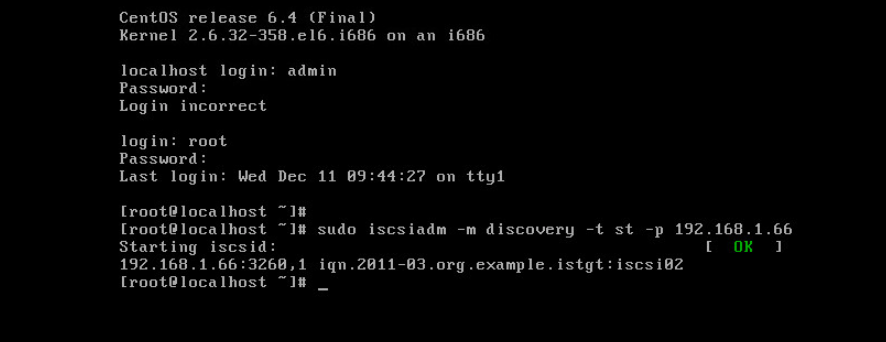 CentOS release 6.4 (Final)
Kernel 2.6.32-358.el6.i686 on an i686
localhost login: admin
Password:
Login incorrect
login: root
Password:
Last login: Wed Dec 11 09:44:27 on tty1
[root@localhost ~]#
[root@localhost ~]# sudo iscsiadm -m discovery -t st -p 192.168.1.66
Starting iscsid: [ OK ]
192.168.1.66:3260,1 iqn.2011-03.org.example.istgt:iscsi02
[root@localhost ~]# _